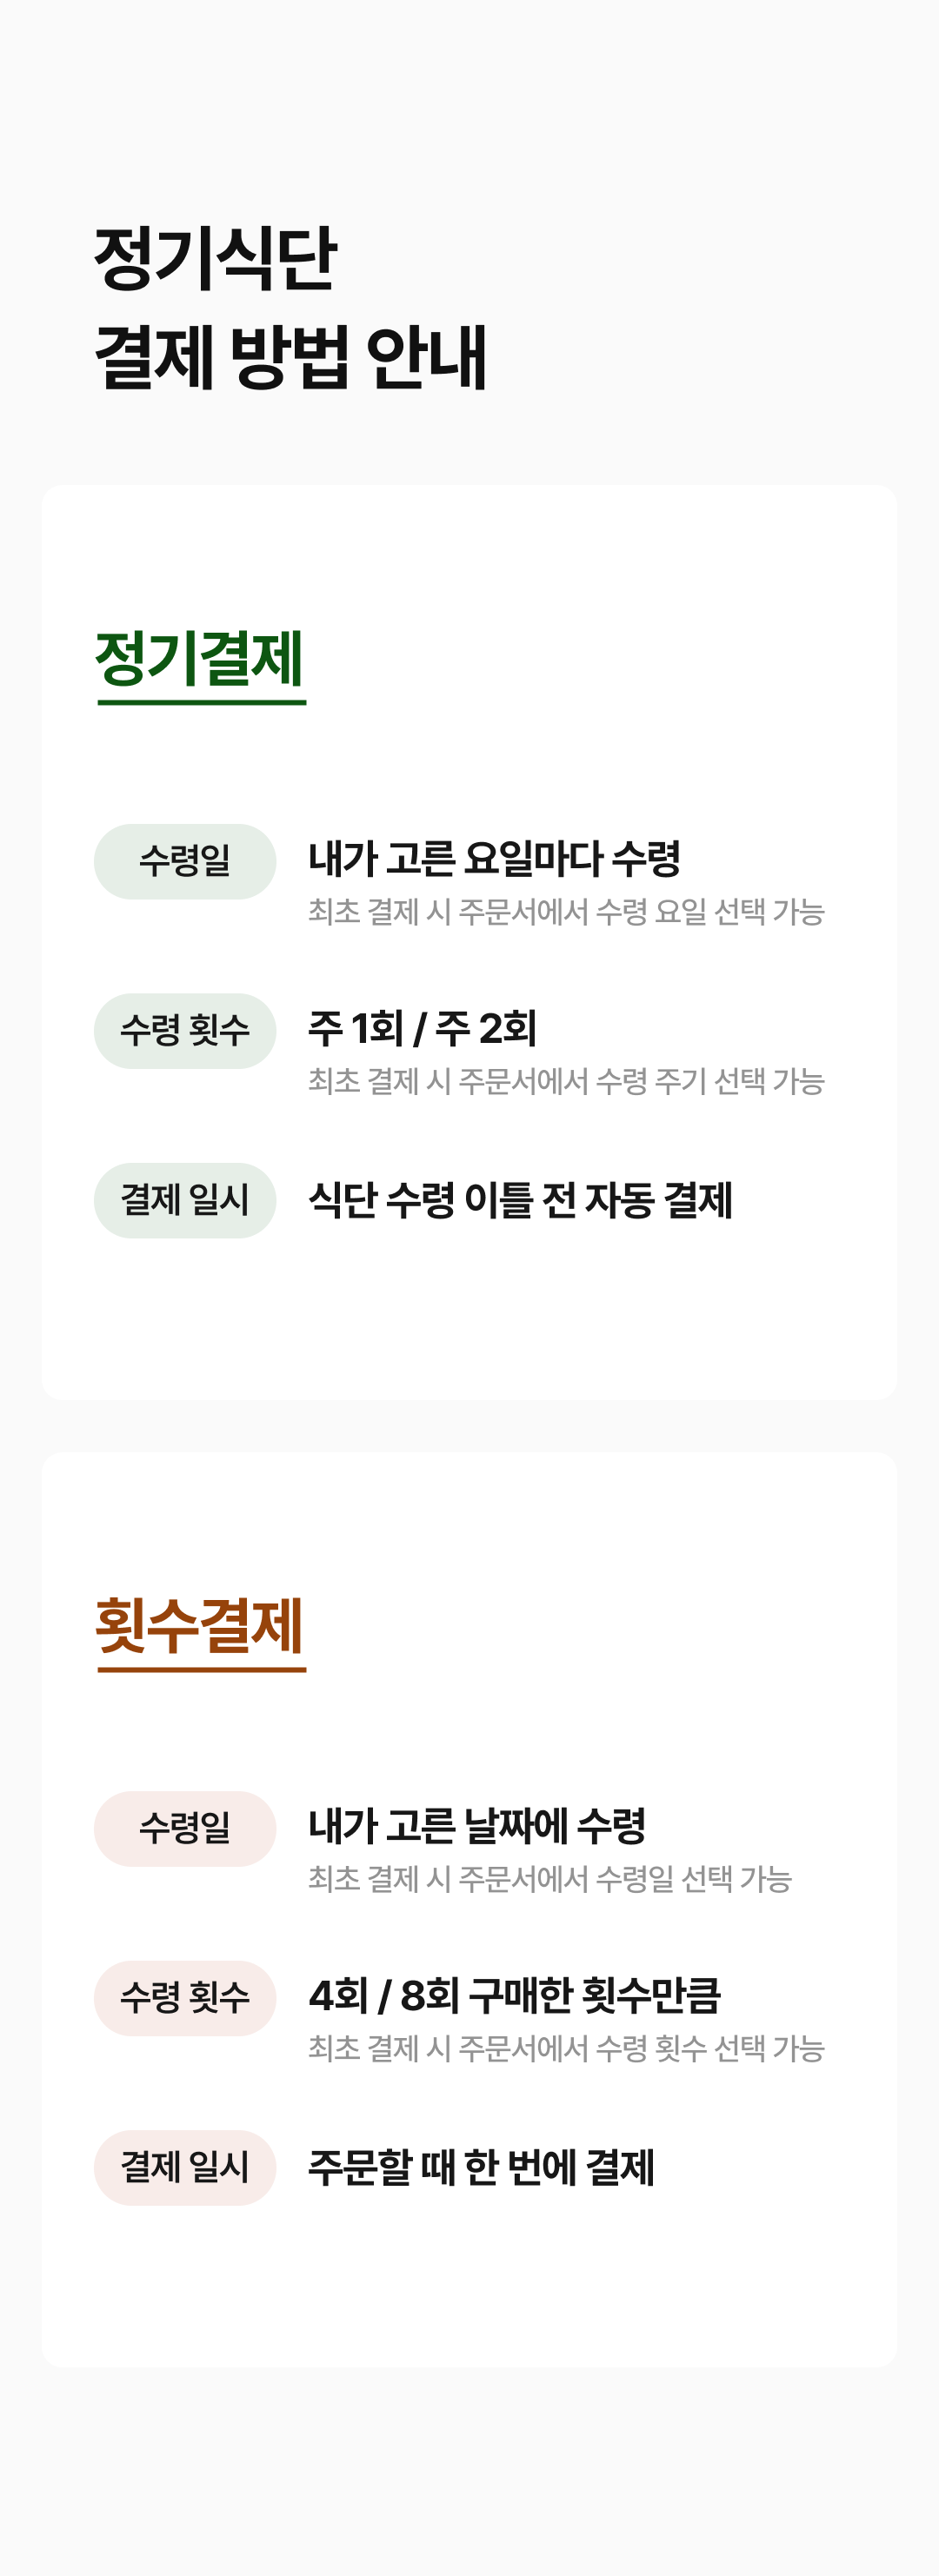 정기식단
결제 방법 안내
정기결제
수령일
내가 고른 요일마다 수령
최초 결제 시 주문서에서 수령 요일 선택 가능
수령 횟수
주 1회 / 주 2회
최초 결제 시 주문서에서 수령 주기 선택 가능
결제 일시
식단 수령 이틀 전 자동 결제
횟수결제
수령일
내가 고른 날짜에 수령
최초 결제 시 주문서에서 수령일 선택 가능
수령 횟수
4회 / 8회 구매한 횟수만큼
최초 결제 시 주문서에서 수령 횟수 선택 가능
결제 일시
주문할 때 한 번에 결제